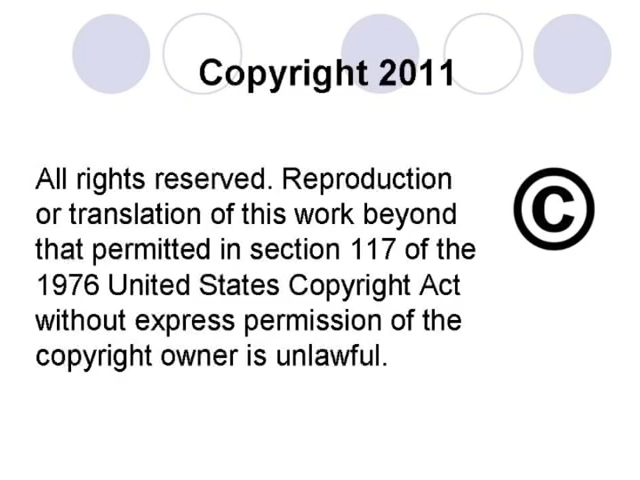 Copyright 2011
All rights reserved. Reproduction
or translation of this work beyond
that permitted in section 117 of the
1976 United States Copyright Act
without express permission of the
copyright owner is unlawful.
©